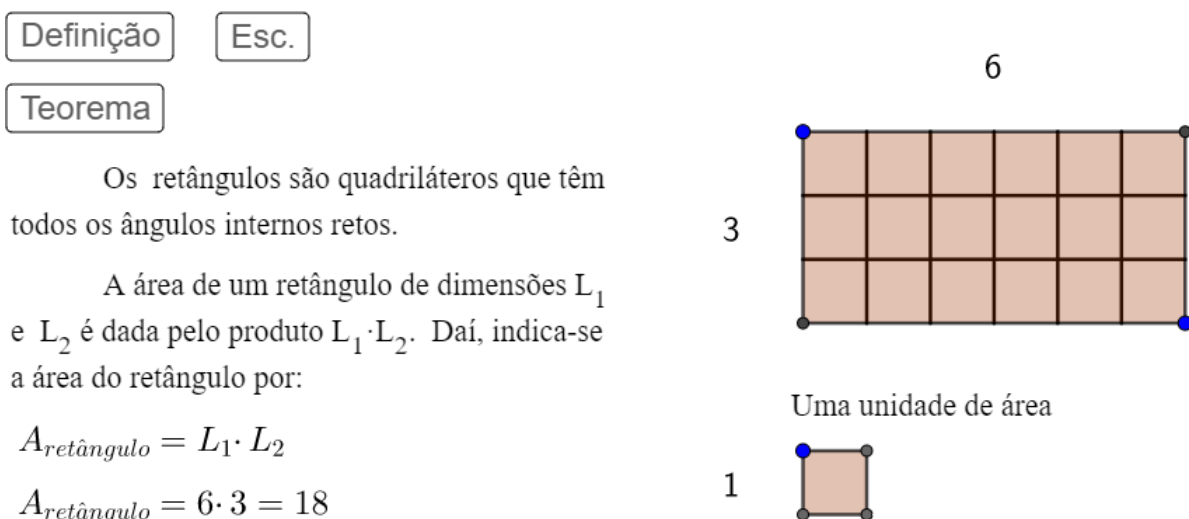 Definição Esc.
Teorema
Os retângulos são quadriláteros que têm
todos os ângulos internos retos.
A área de um retângulo de dimensões L₁
e L₂ é dada pelo produto L₁·L₂. Daí, indica-se
a área do retângulo por:
A_retângulo = L₁· L₂
A_retângulo = 6· 3 = 18
6
3
Uma unidade de área
1